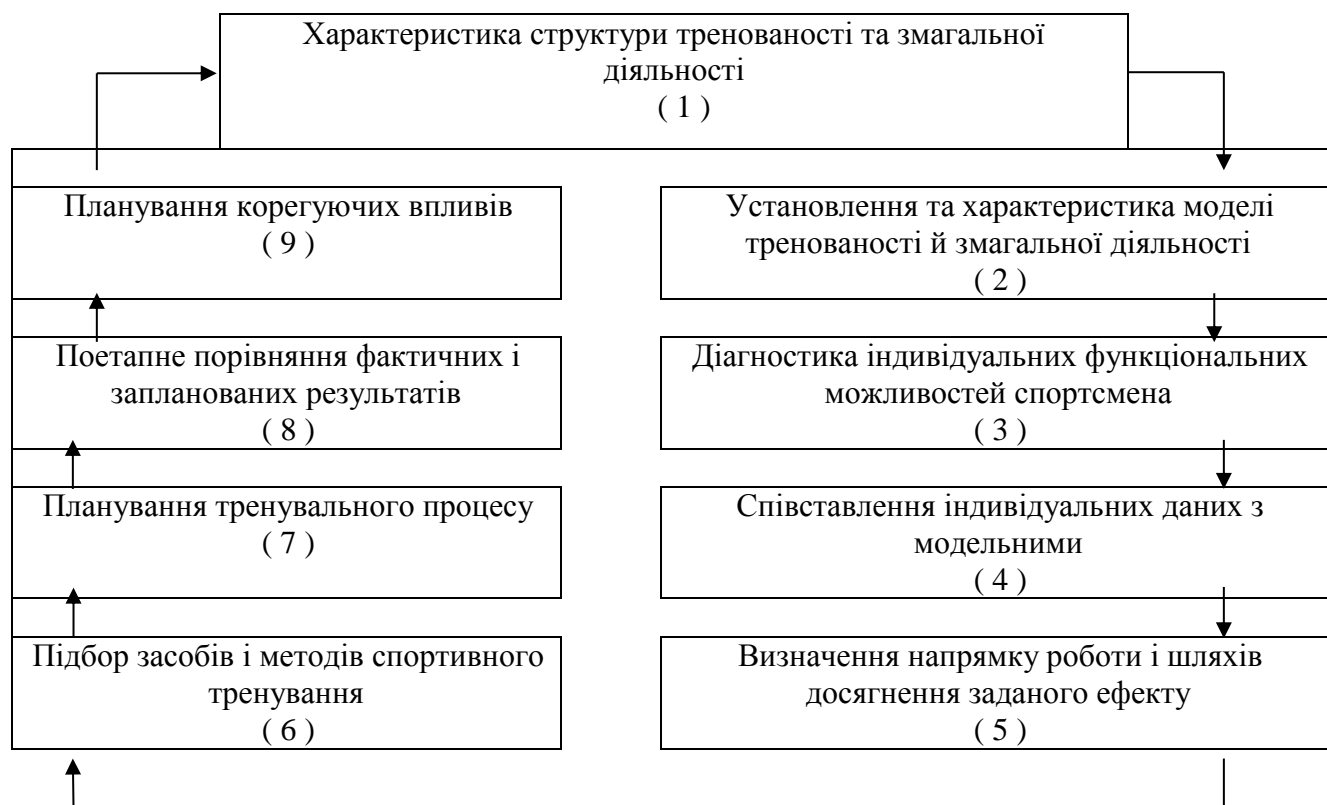 Характеристика структури тренованості та змагальної
діяльності
( 1 )
Планування корегуючих впливів
( 9 )
Установлення та характеристика моделі
тренованості й змагальної діяльності
( 2 )
Поетапне порівняння фактичних і
запланованих результатів
( 8 )
Діагностика індивідуальних функціональних
можливостей спортсмена
( 3 )
Планування тренувального процесу
( 7 )
Співставлення індивідуальних даних з
модельними
( 4 )
Підбор засобів і методів спортивного
тренування
( 6 )
Визначення напрямку роботи і шляхів
досягнення заданого ефекту
( 5 )